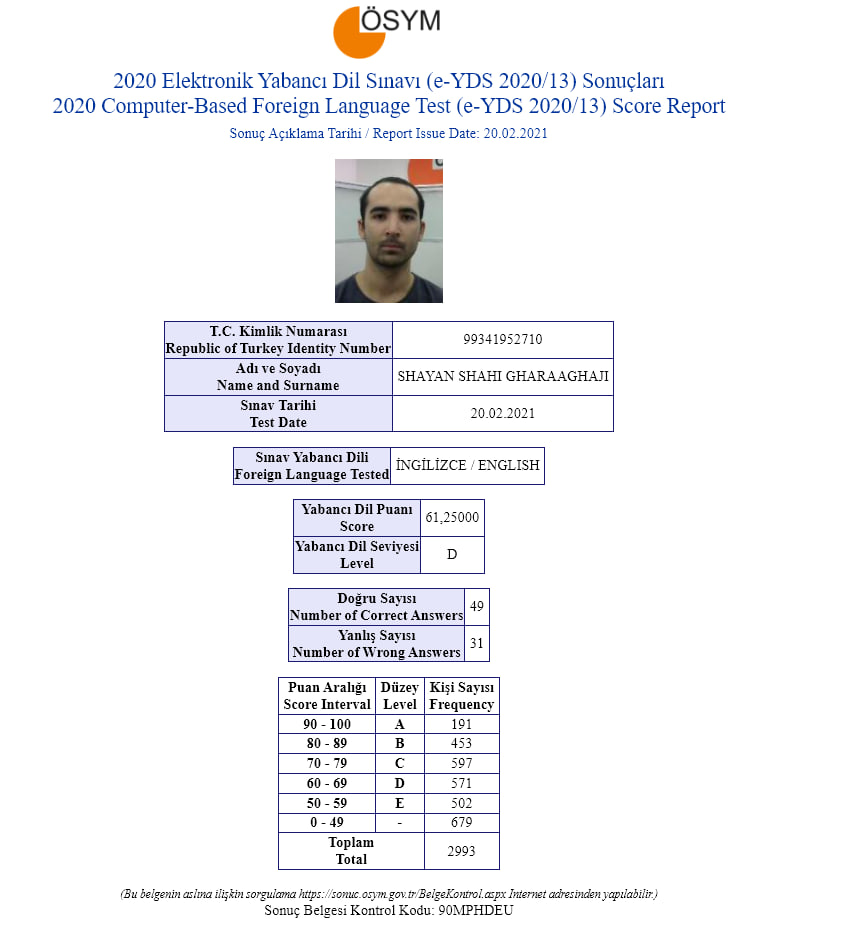 ÖSYM
2020 Elektronik Yabancı Dil Sınavı (e-YDS 2020/13) Sonuçları
2020 Computer-Based Foreign Language Test (e-YDS 2020/13) Score Report
Sonuç Açıklama Tarihi / Report Issue Date: 20.02.2021
T.C. Kimlik Numarası
Republic of Turkey Identity Number
99341952710
Adı ve Soyadı
Name and Surname
SHAYAN SHAHI GHARAAGHAJI
Sınav Tarihi
Test Date
20.02.2021
Sınav Yabancı Dili
Foreign Language Tested
İNGİLİZCE / ENGLISH
Yabancı Dil Puanı
Score
61,25000
Yabancı Dil Seviyesi
Level
D
Doğru Sayısı
Number of Correct Answers
49
Yanlış Sayısı
Number of Wrong Answers
31
Puan Aralığı Düzey Kişi Sayısı
Score Interval Level Frequency
90 - 100 A 191
80 - 89 B 453
70 - 79 C 597
60 - 69 D 571
50 - 59 E 502
0 - 49 - 679
Toplam
Total
2993
(Bu belgenin aslına ilişkin sorgulama https://sonuc.osym.gov.tr/BelgeKontrol.aspx Internet adresinden yapılabilir.)
Sonuç Belgesi Kontrol Kodu: 90MPHDEU